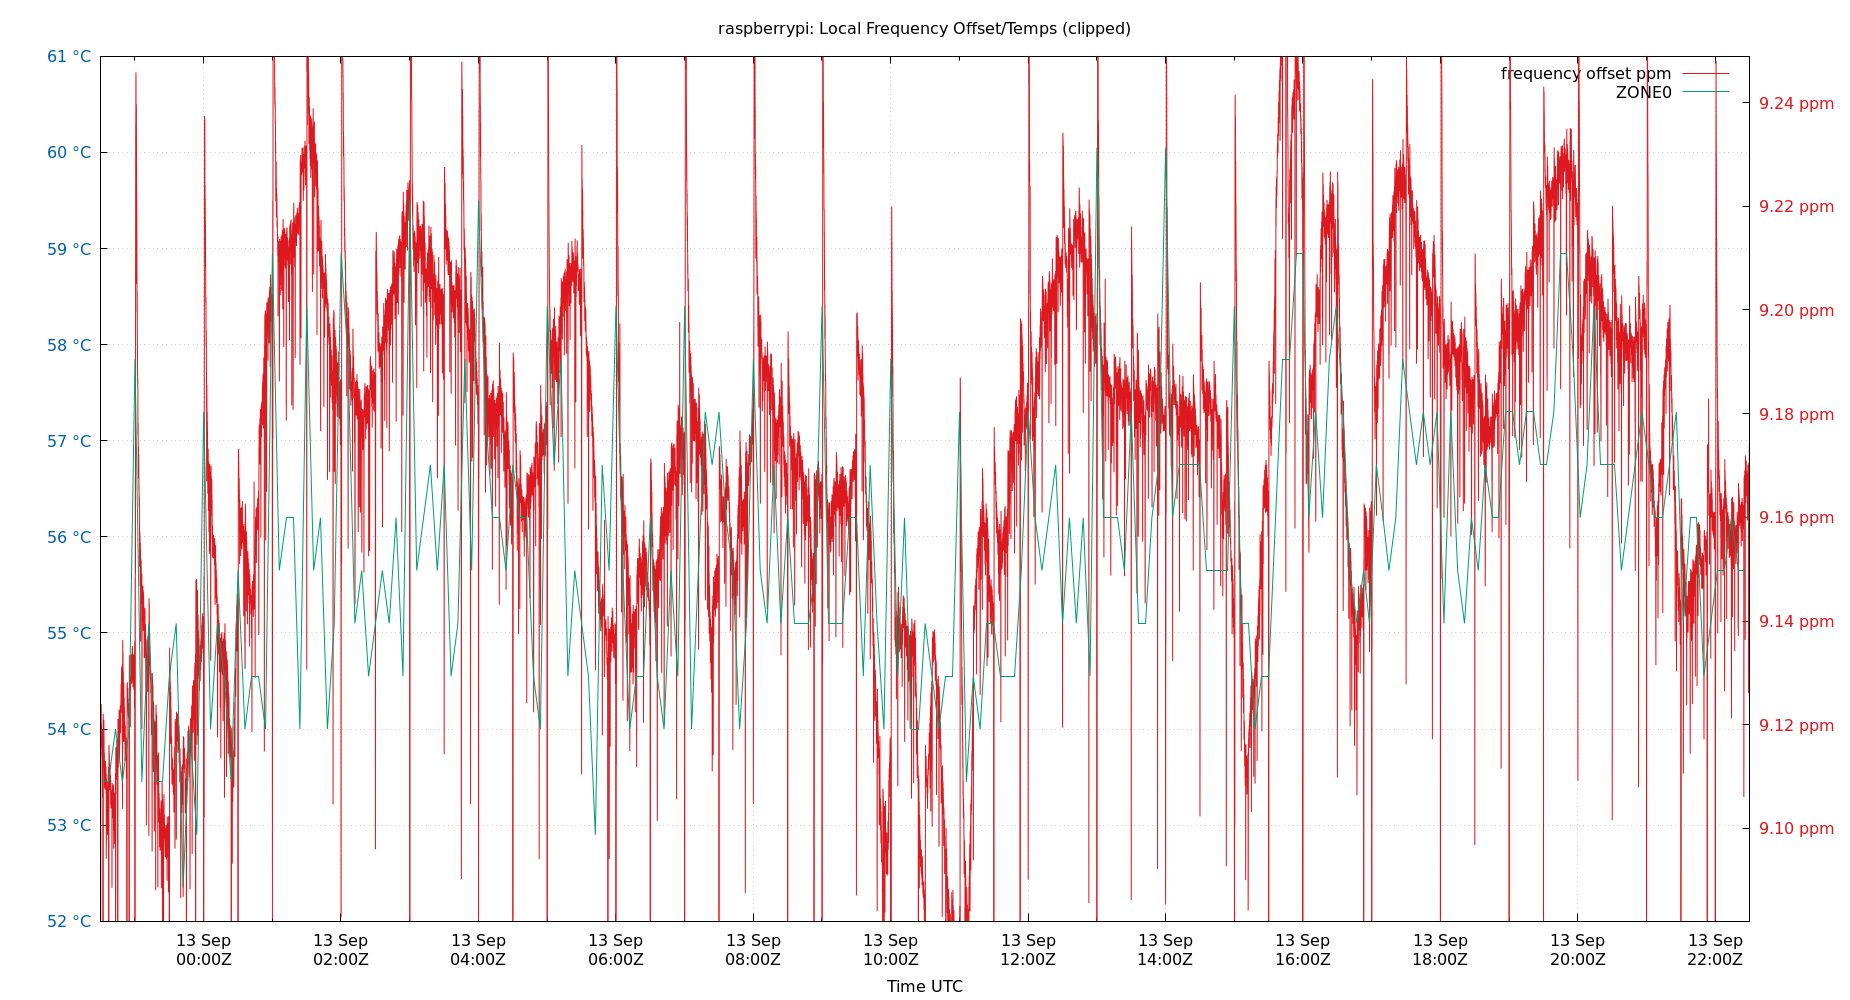 raspberrypi: Local Frequency Offset/Temps (clipped)
frequency offset ppm
ZONE0
61 °C
60 °C
59 °C
58 °C
57 °C
56 °C
55 °C
54 °C
53 °C
52 °C
9.24 ppm
9.22 ppm
9.20 ppm
9.18 ppm
9.16 ppm
9.14 ppm
9.12 ppm
9.10 ppm
13 Sep 13 Sep 13 Sep 13 Sep 13 Sep 13 Sep 13 Sep 13 Sep 13 Sep 13 Sep 13 Sep 13 Sep
00:00Z 02:00Z 04:00Z 06:00Z 08:00Z 10:00Z 12:00Z 14:00Z 16:00Z 18:00Z 20:00Z 22:00Z
Time UTC